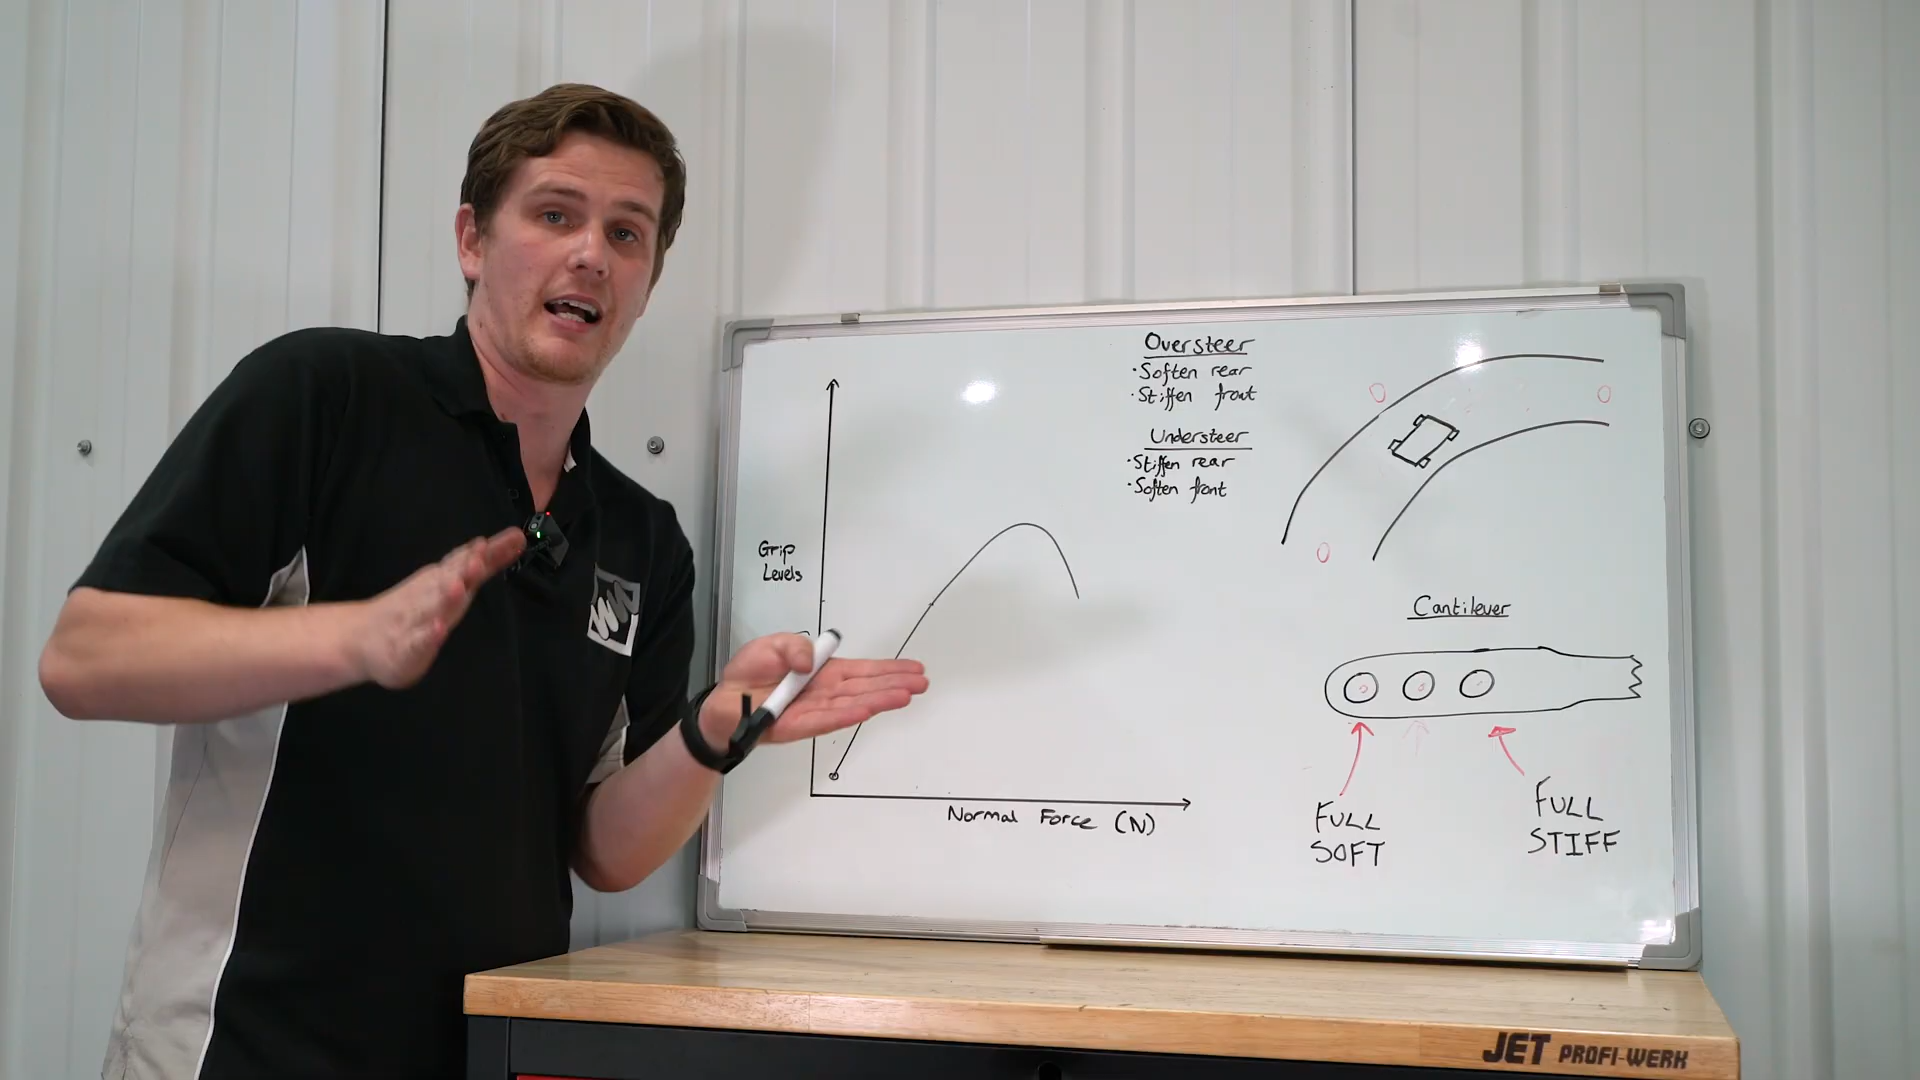 Oversteer
·Soften rear
·Stiffen front
Understeer
·Stiffen rear
·Soften front
Grip
Levels
Normal Force (N)
Cantilever
FULL
SOFT
FULL
STIFF
JET PROFI-WERK